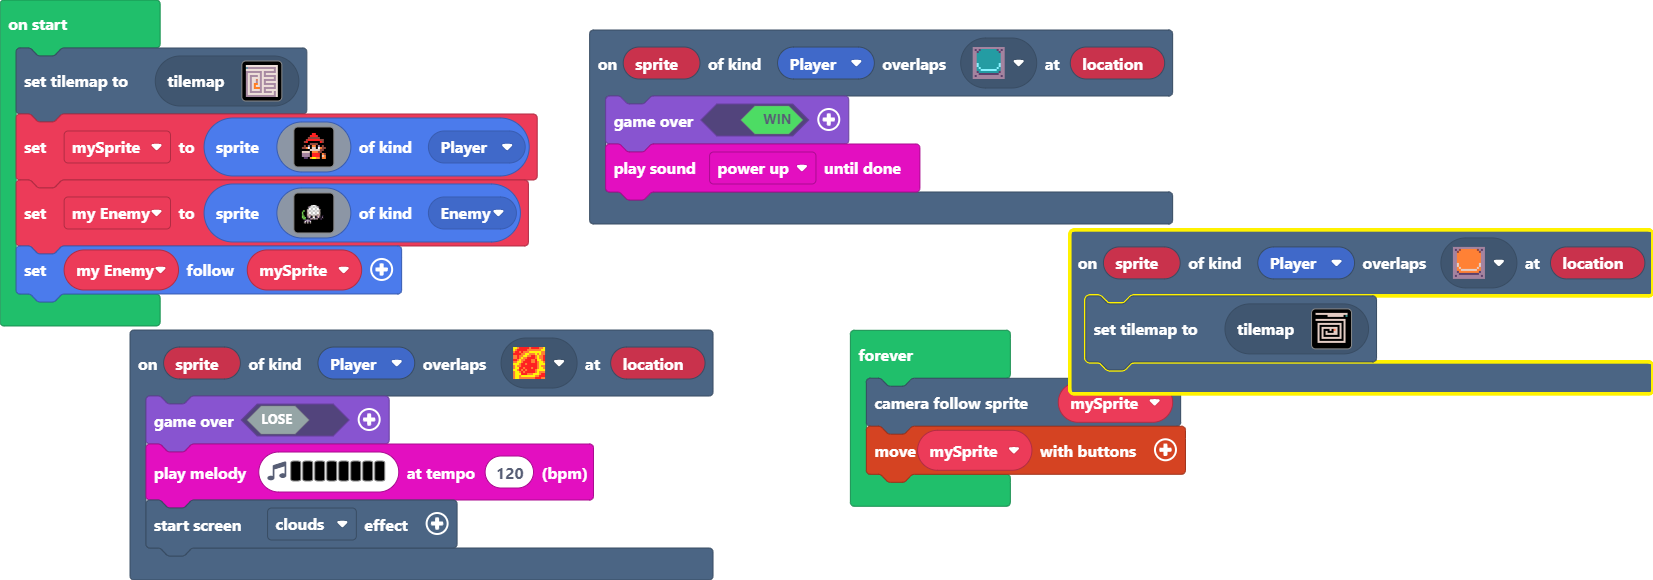 on start
set tilemap to tilemap
set mySprite to sprite of kind Player
set my Enemy to sprite of kind Enemy
set my Enemy follow mySprite
on sprite of kind Player overlaps at location
game over WIN
play sound power up until done
on sprite of kind Player overlaps at location
set tilemap to tilemap
on sprite of kind Player overlaps at location
game over LOSE
play melody at tempo 120 (bpm)
start screen clouds effect
forever
camera follow sprite mySprite
move mySprite with buttons